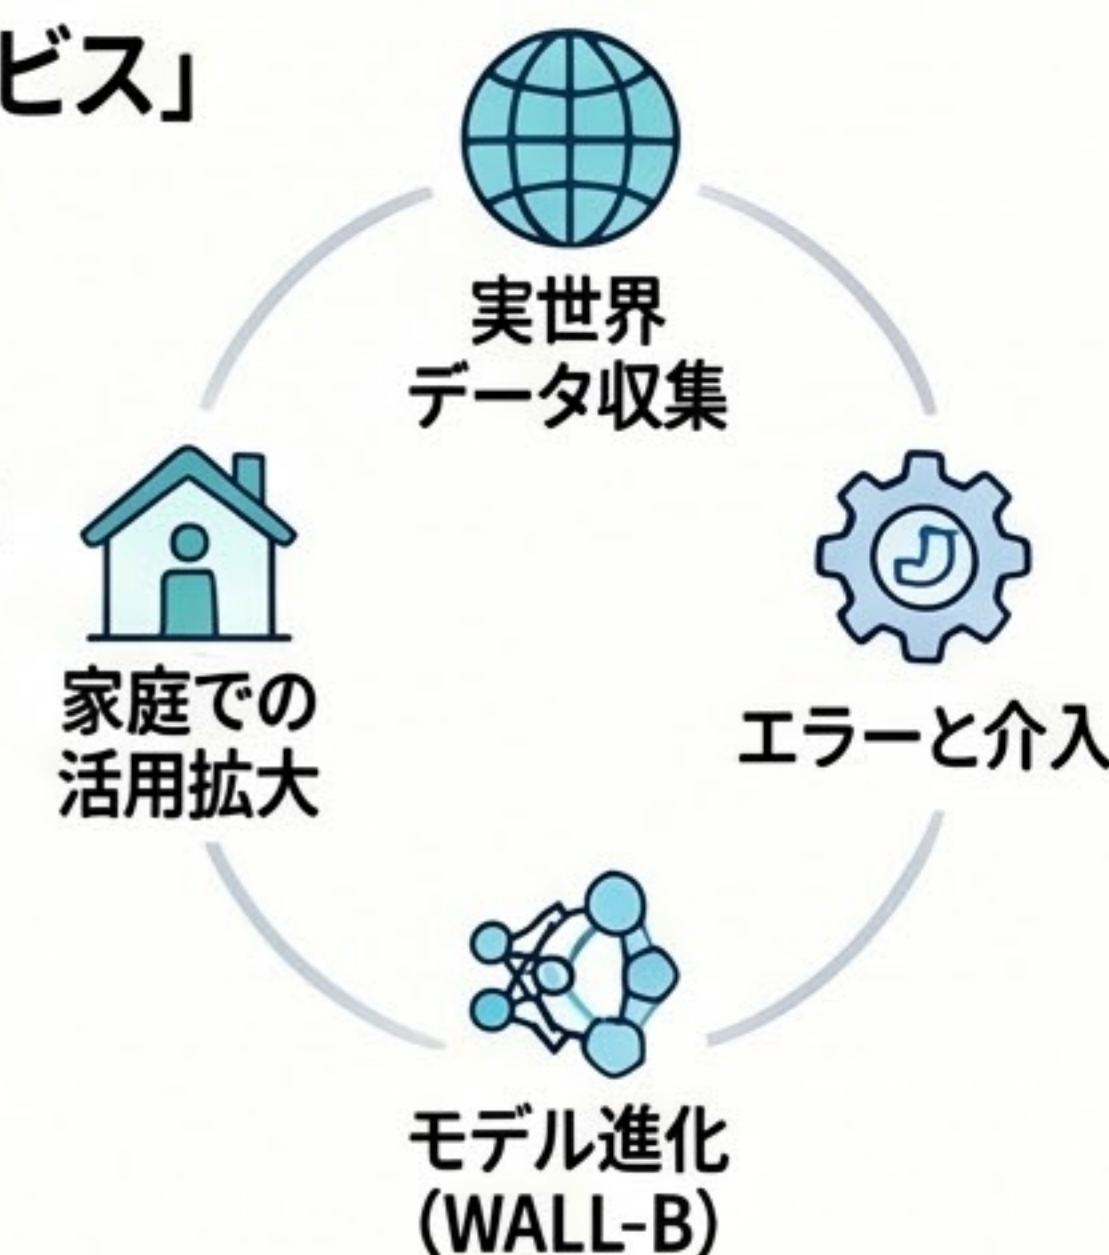 ビス」
実世界
データ収集
家庭での
活用拡大
エラーと介入
モデル進化
(WALL-B)